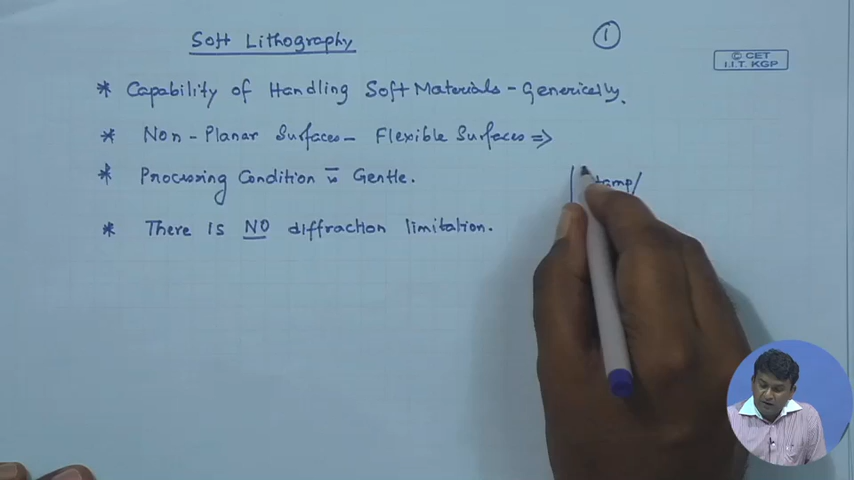 Soft Lithography
1
© CET
I.I.T. KGP
* Capability of Handling Soft Materials - Generically.
* Non-Planar Surfaces - Flexible Surfaces ⇒
* Processing Condition is Gentle.
* There is NO diffraction limitation.